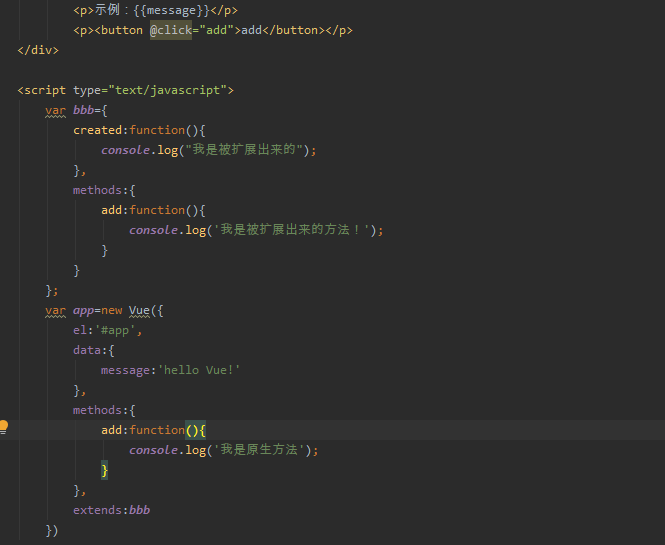 <p>示例：{{message}}</p>
<p><button @click="add">add</button></p>
</div>
<script type="text/javascript">
var bbb={
created:function(){
console.log("我是被扩展出来的");
},
methods:{
add:function(){
console.log('我是被扩展出来的方法！');
}
}
};
var app=new Vue({
el:'#app',
data:{
message:'hello Vue!'
},
methods:{
add:function(){
console.log('我是原生方法');
}
},
extends:bbb
})